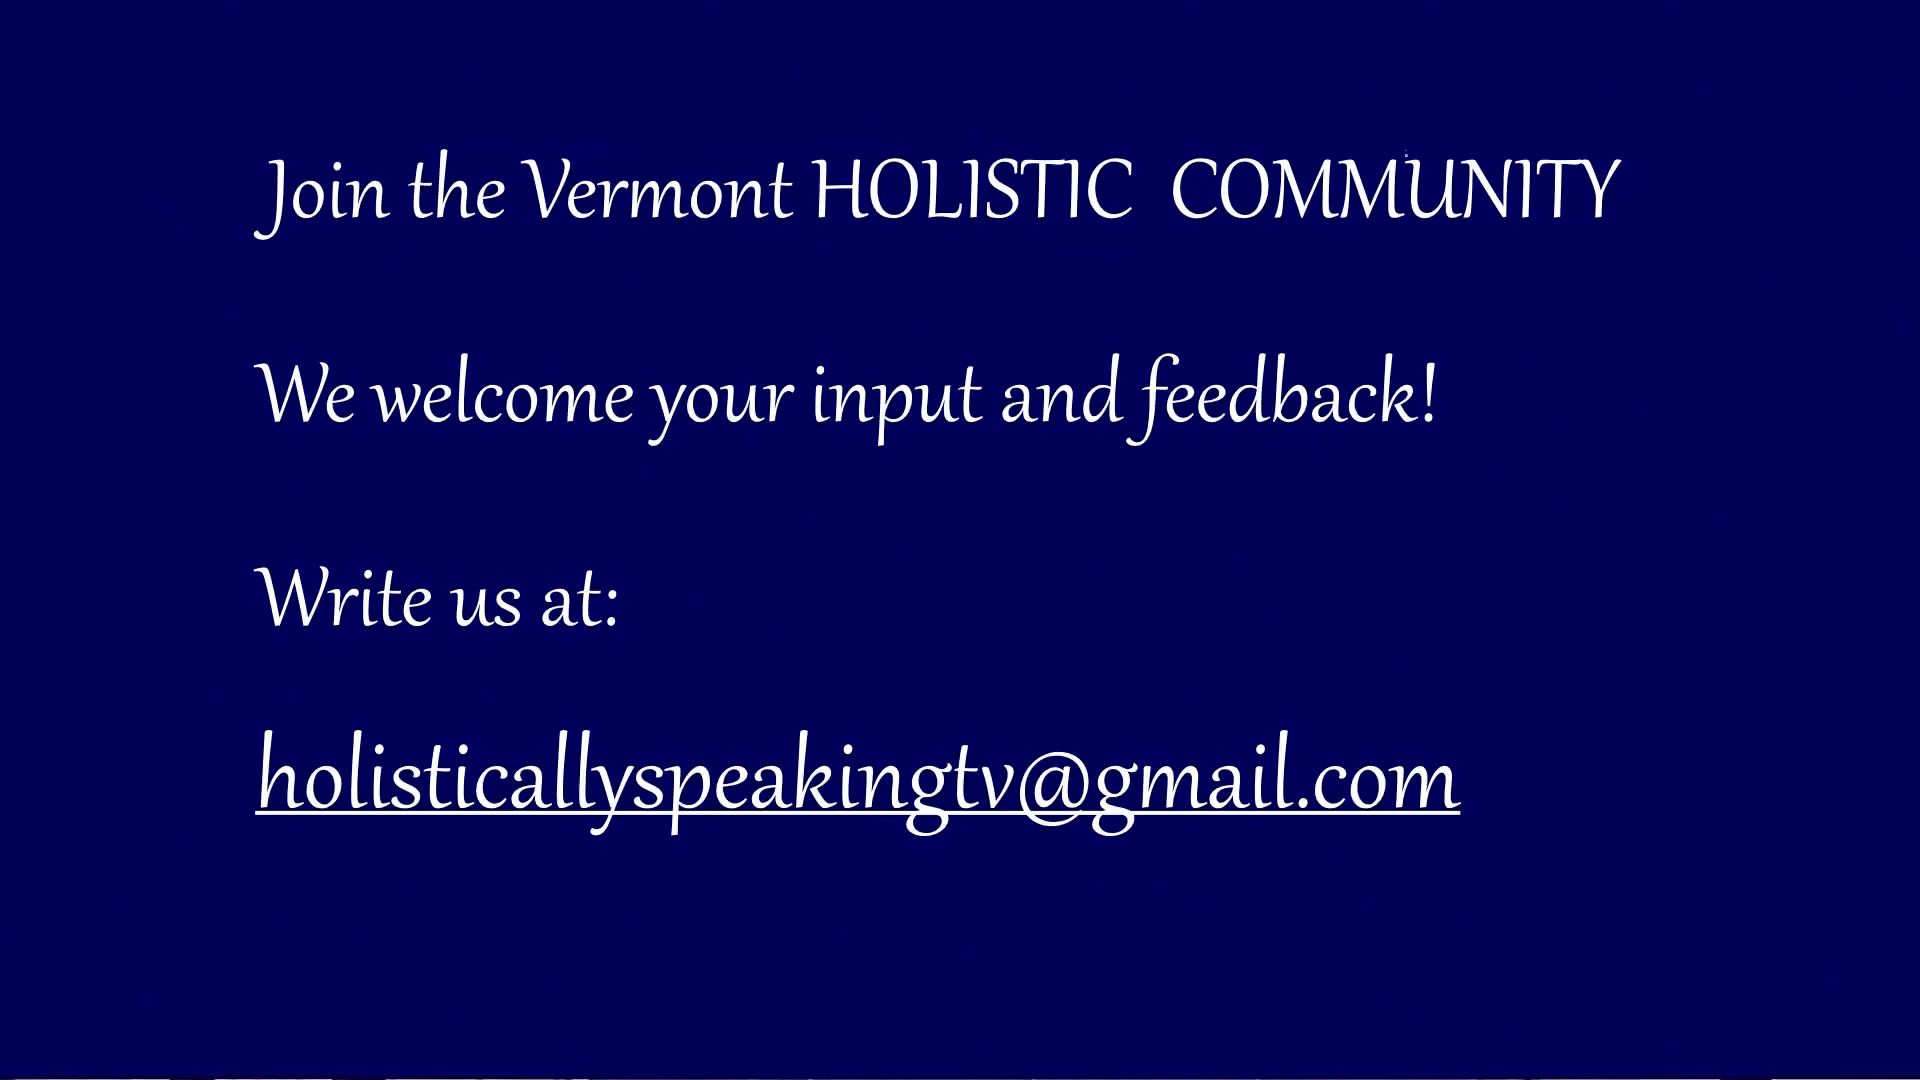 Join the Vermont HOLISTIC COMMUNITY
We welcome your input and feedback!
Write us at:
holisticallyspeakingtv@gmail.com